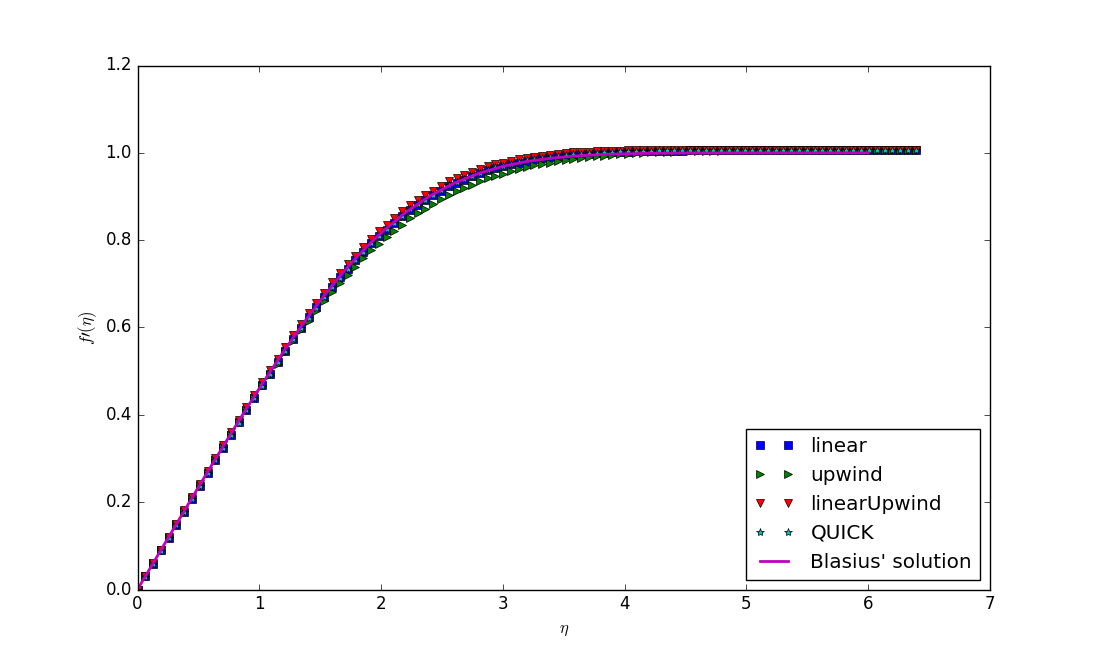 1.2
1.0
0.8
0.6
0.4
0.2
0.0
f′(η)
0 1 2 3 4 5 6 7
η
linear
upwind
linearUpwind
QUICK
Blasius' solution